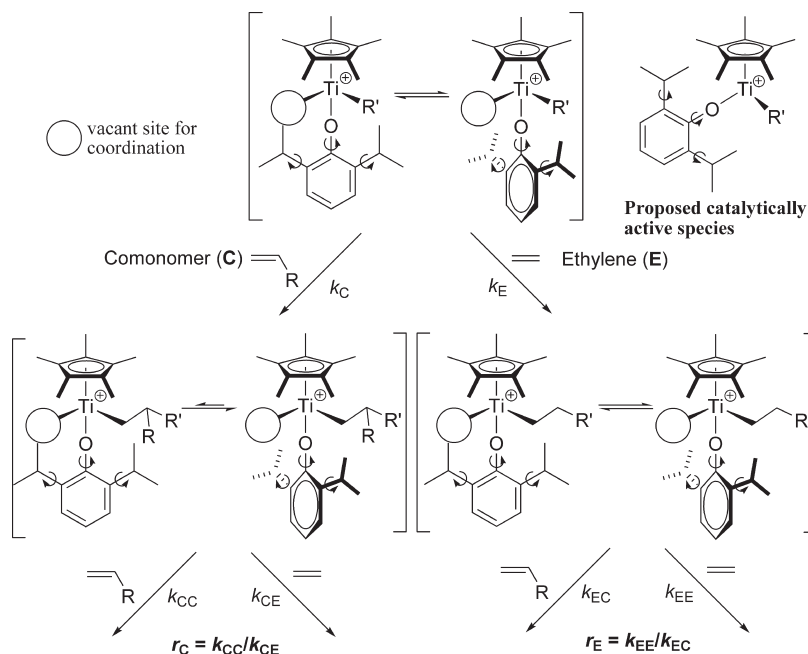 Ti
⊕
R'
O
Ti
⊕
R'
O
Ti
⊕
R'
O
vacant site for
coordination
Proposed catalytically
active species
Comonomer (C)
R
kC
kE
Ethylene (E)
Ti
⊕
R'
R
O
Ti
⊕
R'
R
O
Ti
⊕
R'
O
Ti
⊕
R
O
R
kCC
kCE
R
kEC
kEE
rC = kCC/kCE
rE = kEE/kEC